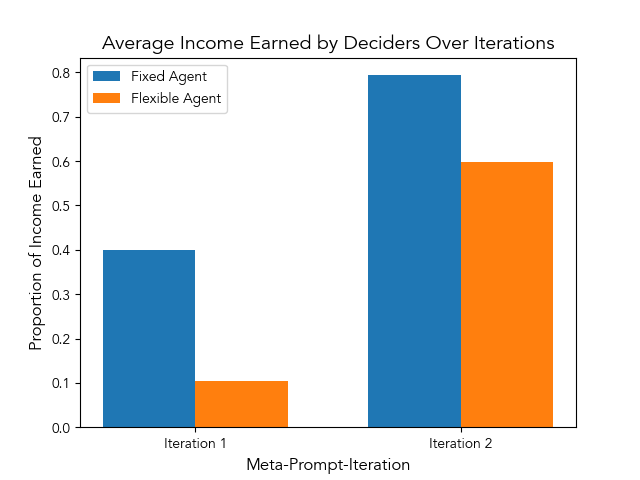 Average Income Earned by Deciders Over Iterations
Fixed Agent
Flexible Agent
Proportion of Income Earned
0.8
0.7
0.6
0.5
0.4
0.3
0.2
0.1
0.0
Iteration 1
Iteration 2
Meta-Prompt-Iteration